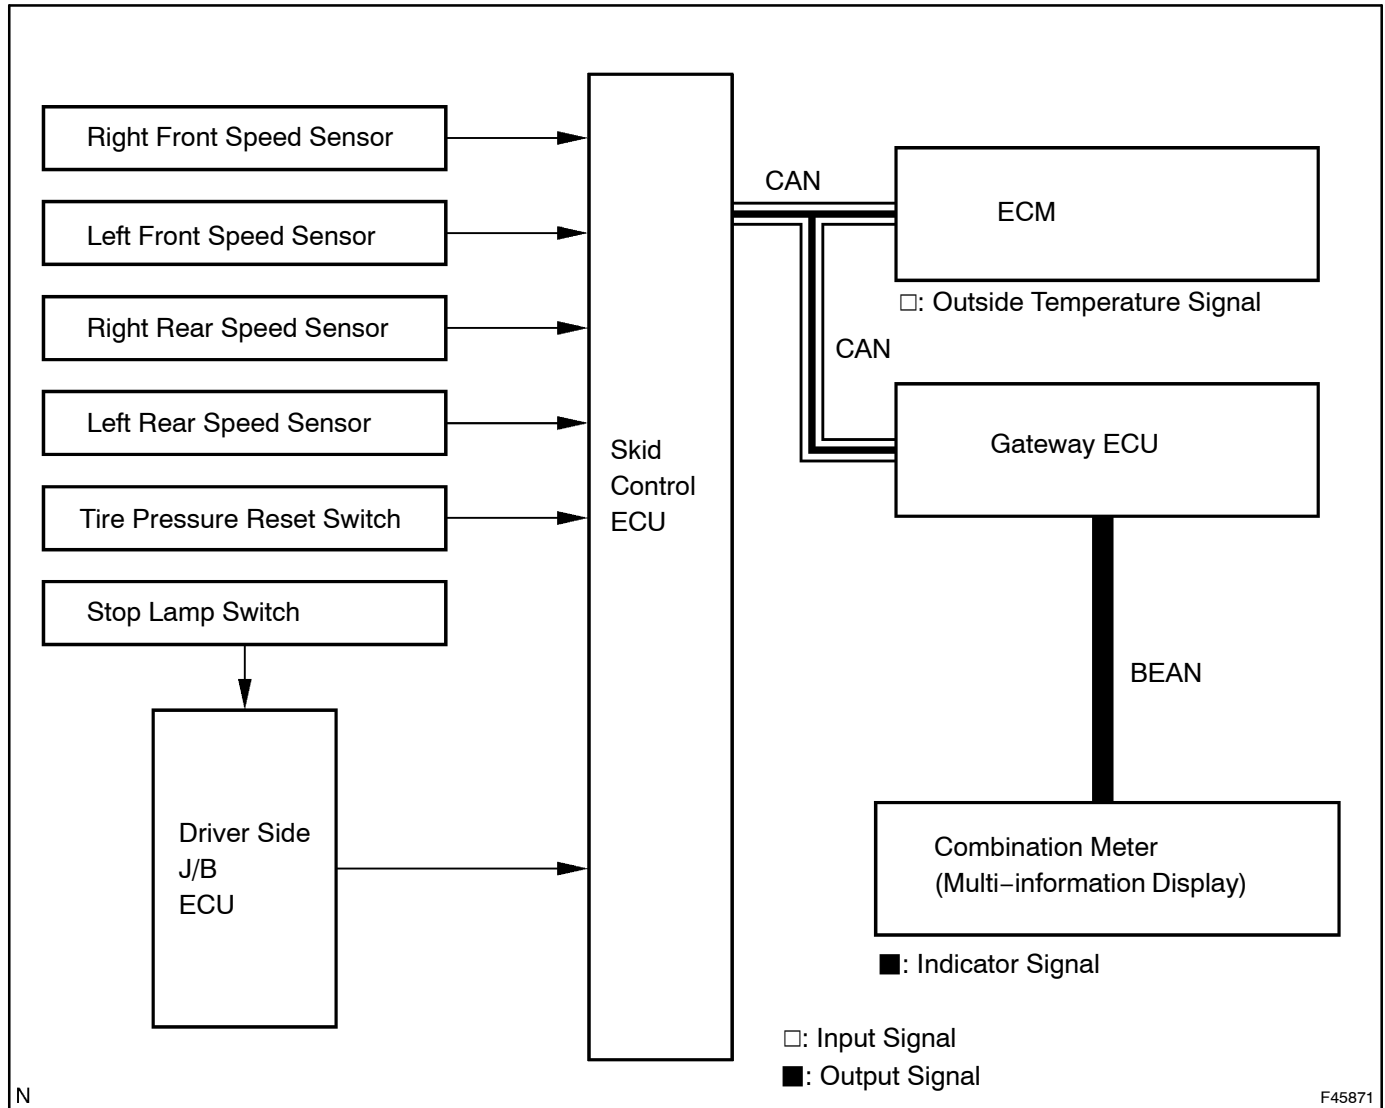 Right Front Speed Sensor
Left Front Speed Sensor
Right Rear Speed Sensor
Left Rear Speed Sensor
Tire Pressure Reset Switch
Stop Lamp Switch
Driver Side
J/B
ECU
Skid
Control
ECU
CAN
ECM
□: Outside Temperature Signal
CAN
Gateway ECU
BEAN
Combination Meter
(Multi−information Display)
■: Indicator Signal
□: Input Signal
■: Output Signal
N
F45871